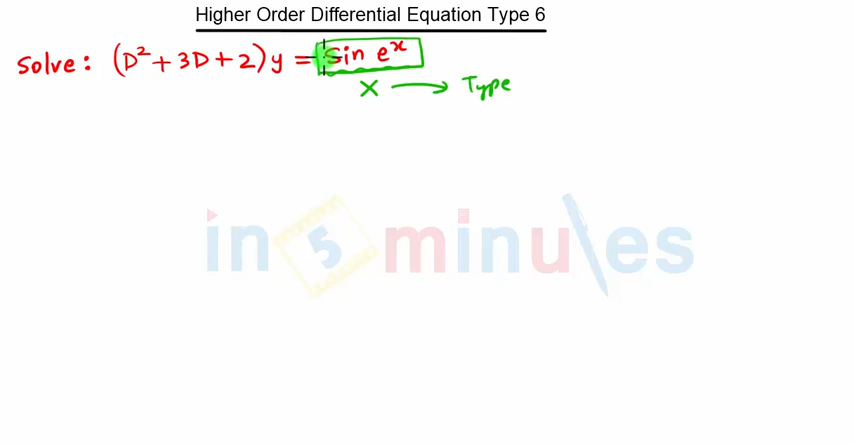 Higher Order Differential Equation Type 6
Solve: (D² + 3D + 2) y = Sin eˣ
X → Type
in 5 minutes